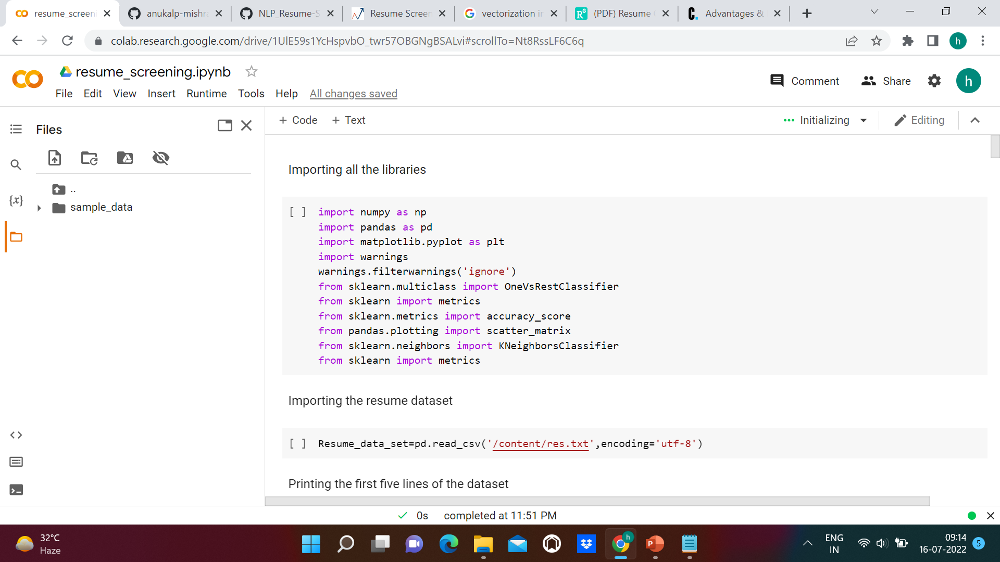 resume_screeni
anukalp-mishra
NLP_Resume-S
Resume Screen
vectorization in
(PDF) Resume
Advantages &
colab.research.google.com/drive/1UlE59s1YcHspvbO_twr57OBGNgBSALvi#scrollTo=Nt8RssLF6C6q
h
resume_screening.ipynb
File Edit View Insert Runtime Tools Help All changes saved
Comment
Share
h
Files
+ Code + Text
Initializing
Editing
..
sample_data
{x}
Importing all the libraries
[ ] import numpy as np
import pandas as pd
import matplotlib.pyplot as plt
import warnings
warnings.filterwarnings('ignore')
from sklearn.multiclass import OneVsRestClassifier
from sklearn import metrics
from sklearn.metrics import accuracy_score
from pandas.plotting import scatter_matrix
from sklearn.neighbors import KNeighborsClassifier
from sklearn import metrics
Importing the resume dataset
[ ] Resume_data_set=pd.read_csv('/content/res.txt',encoding='utf-8')
Printing the first five lines of the dataset
0s completed at 11:51 PM
32°C
Haze
ENG
IN
09:14
16-07-2022
5